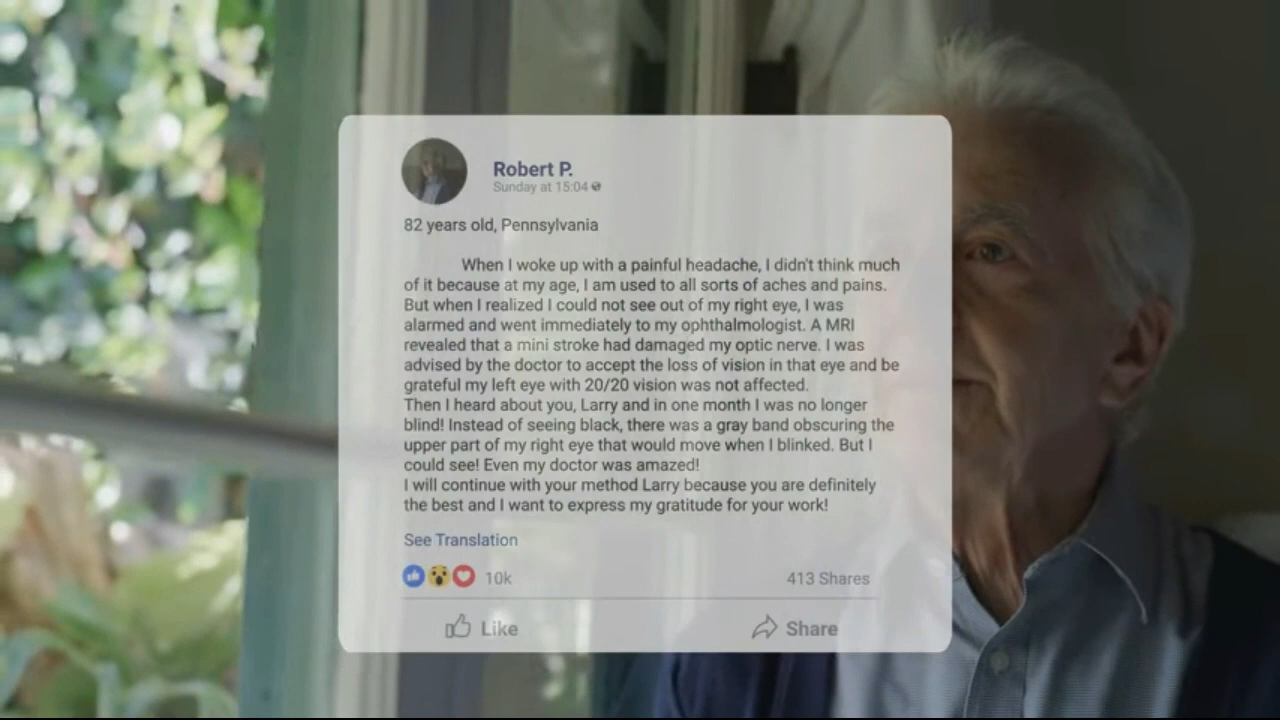 Robert P.
Sunday at 15:04
82 years old, Pennsylvania
When I woke up with a painful headache, I didn't think much
of it because at my age, I am used to all sorts of aches and pains.
But when I realized I could not see out of my right eye, I was
alarmed and went immediately to my ophthalmologist. A MRI
revealed that a mini stroke had damaged my optic nerve. I was
advised by the doctor to accept the loss of vision in that eye and be
grateful my left eye with 20/20 vision was not affected.
Then I heard about you, Larry and in one month I was no longer
blind! Instead of seeing black, there was a gray band obscuring the
upper part of my right eye that would move when I blinked. But I
could see! Even my doctor was amazed!
I will continue with your method Larry because you are definitely
the best and I want to express my gratitude for your work!
See Translation
10k 413 Shares
Like Share